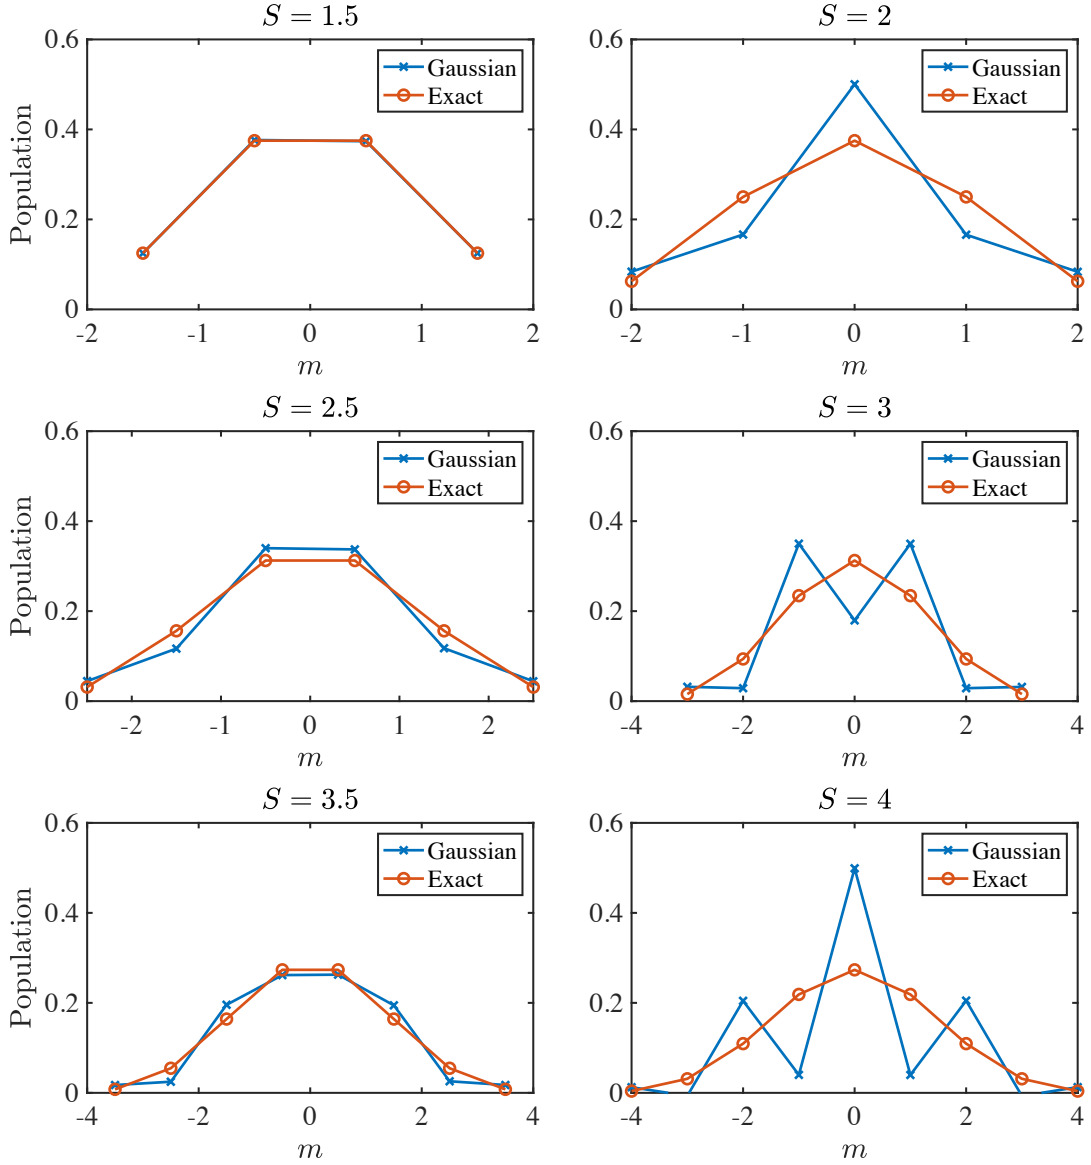 S = 1.5
0.6
0.4
0.2
0
Population
Gaussian
Exact
-2 -1 0 1 2
m
S = 2
0.6
0.4
0.2
0
Gaussian
Exact
-2 -1 0 1 2
m
S = 2.5
0.6
0.4
0.2
0
Population
Gaussian
Exact
-2 -1 0 1 2
m
S = 3
0.6
0.4
0.2
0
Gaussian
Exact
-4 -2 0 2 4
m
S = 3.5
0.6
0.4
0.2
0
Population
Gaussian
Exact
-4 -2 0 2 4
m
S = 4
0.6
0.4
0.2
0
Gaussian
Exact
-4 -2 0 2 4
m